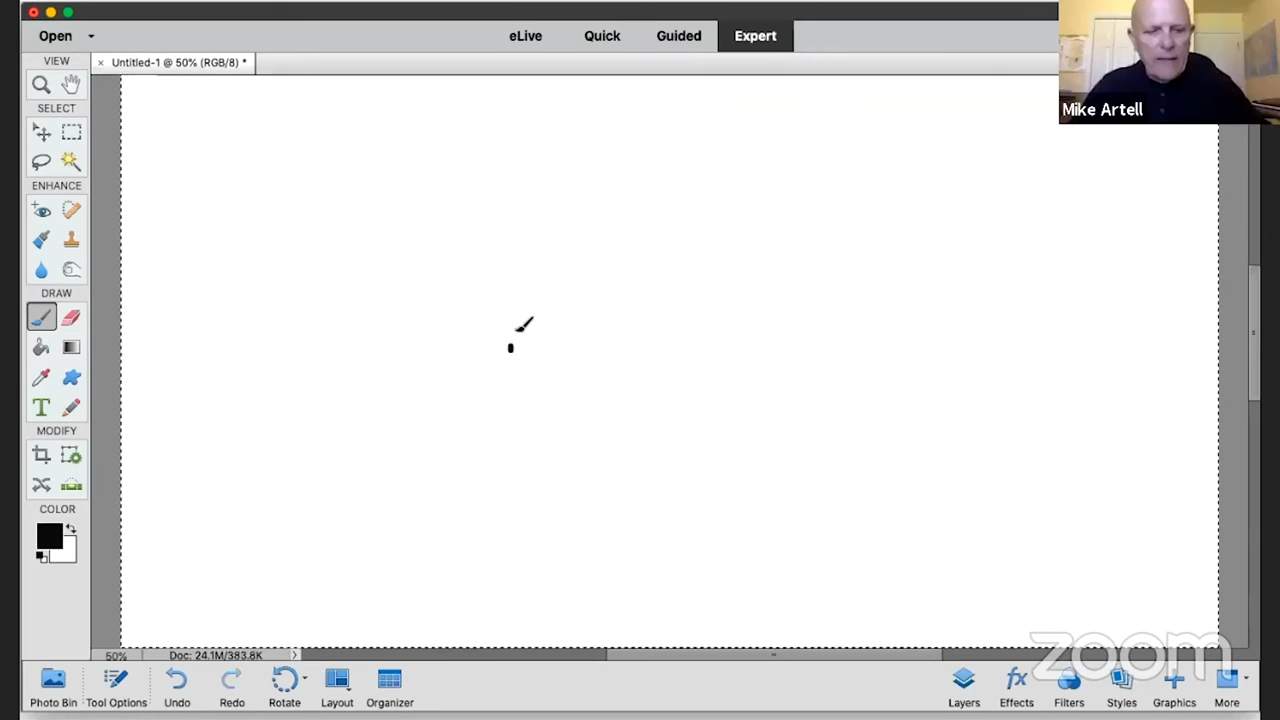 Open
eLive
Quick
Guided
Expert
Mike Artell
VIEW
× Untitled-1 @ 50% (RGB/8) *
SELECT
ENHANCE
DRAW
T
MODIFY
COLOR
50%
Doc: 24.1M/383.8K
zoom
Photo Bin
Tool Options
Undo
Redo
Rotate
Layout
Organizer
fx
Layers
Effects
Filters
Styles
Graphics
More